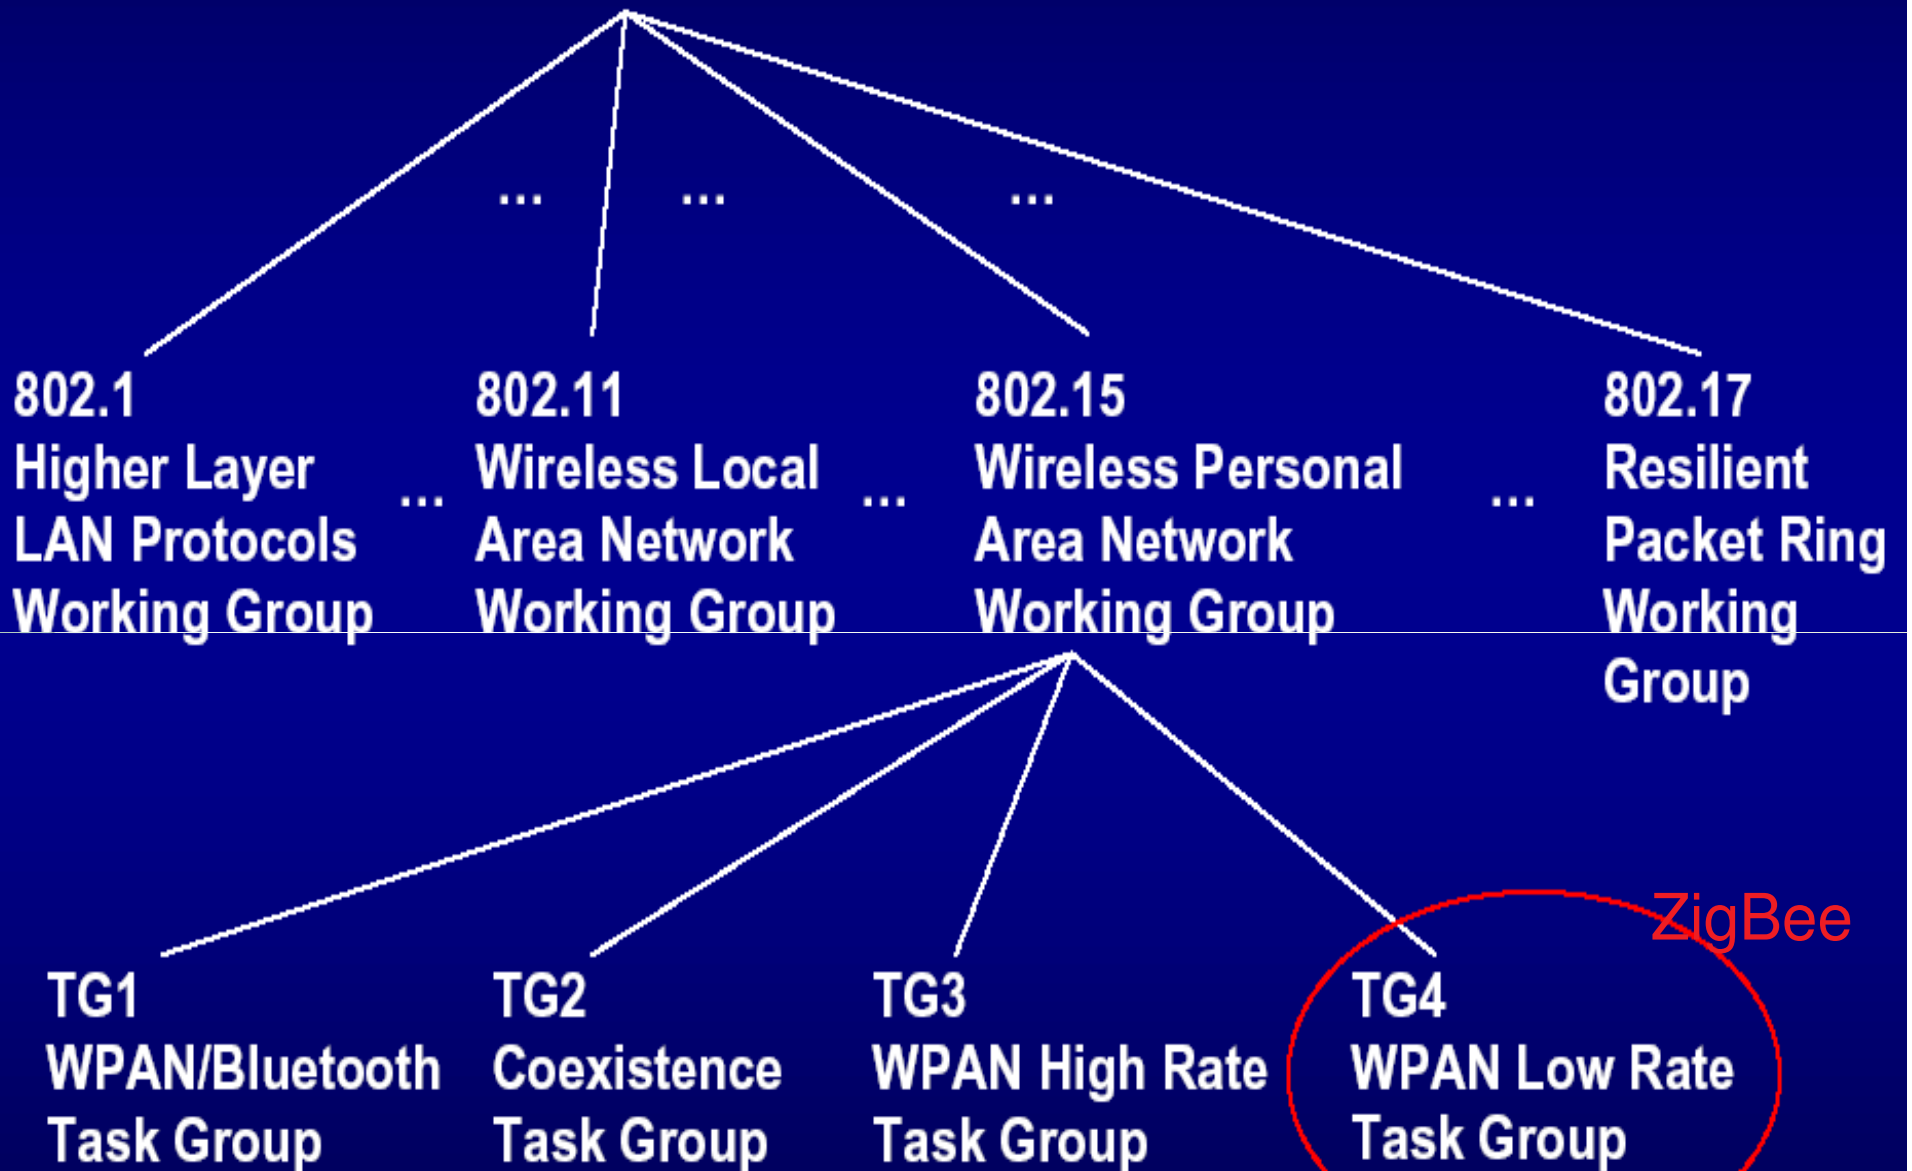 ... ... ...
802.1
Higher Layer
LAN Protocols
Working Group
...
802.11
Wireless Local
Area Network
Working Group
...
802.15
Wireless Personal
Area Network
Working Group
...
802.17
Resilient
Packet Ring
Working
Group
TG1
WPAN/Bluetooth
Task Group
TG2
Coexistence
Task Group
TG3
WPAN High Rate
Task Group
ZigBee
TG4
WPAN Low Rate
Task Group